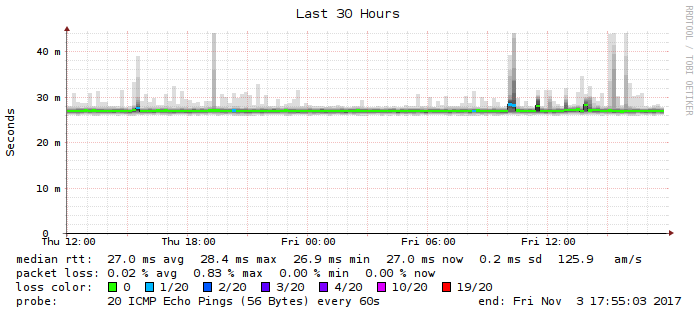 Last 30 Hours
RRDTOOL / TOBI OETIKER
Seconds
40 m
30 m
20 m
10 m
0
Thu 12:00 Thu 18:00 Fri 00:00 Fri 06:00 Fri 12:00
median rtt: 27.0 ms avg 28.4 ms max 26.9 ms min 27.0 ms now 0.2 ms sd 125.9 am/s
packet loss: 0.02 % avg 0.83 % max 0.00 % min 0.00 % now
loss color: 0 1/20 2/20 3/20 4/20 10/20 19/20
probe: 20 ICMP Echo Pings (56 Bytes) every 60s end: Fri Nov 3 17:55:03 2017